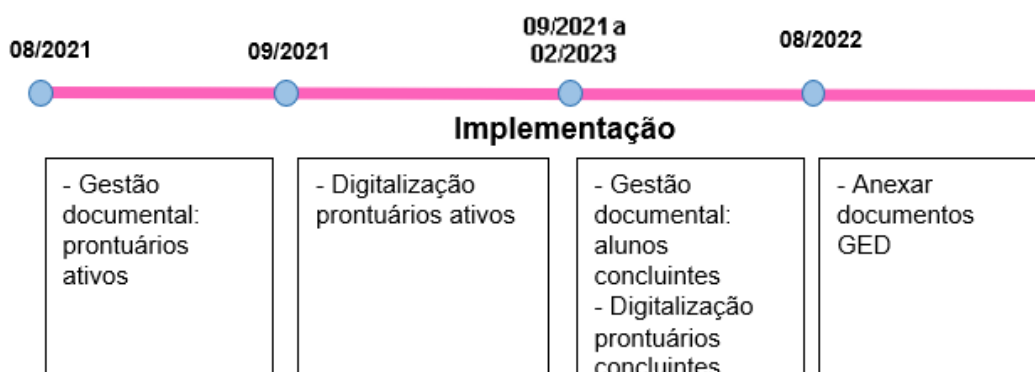 08/2021
09/2021
09/2021 a
02/2023
08/2022
Implementação
- Gestão
documental:
prontuários
ativos
- Digitalização
prontuários ativos
- Gestão
documental:
alunos
concluintes
- Digitalização
prontuários
concluintes
- Anexar
documentos
GED